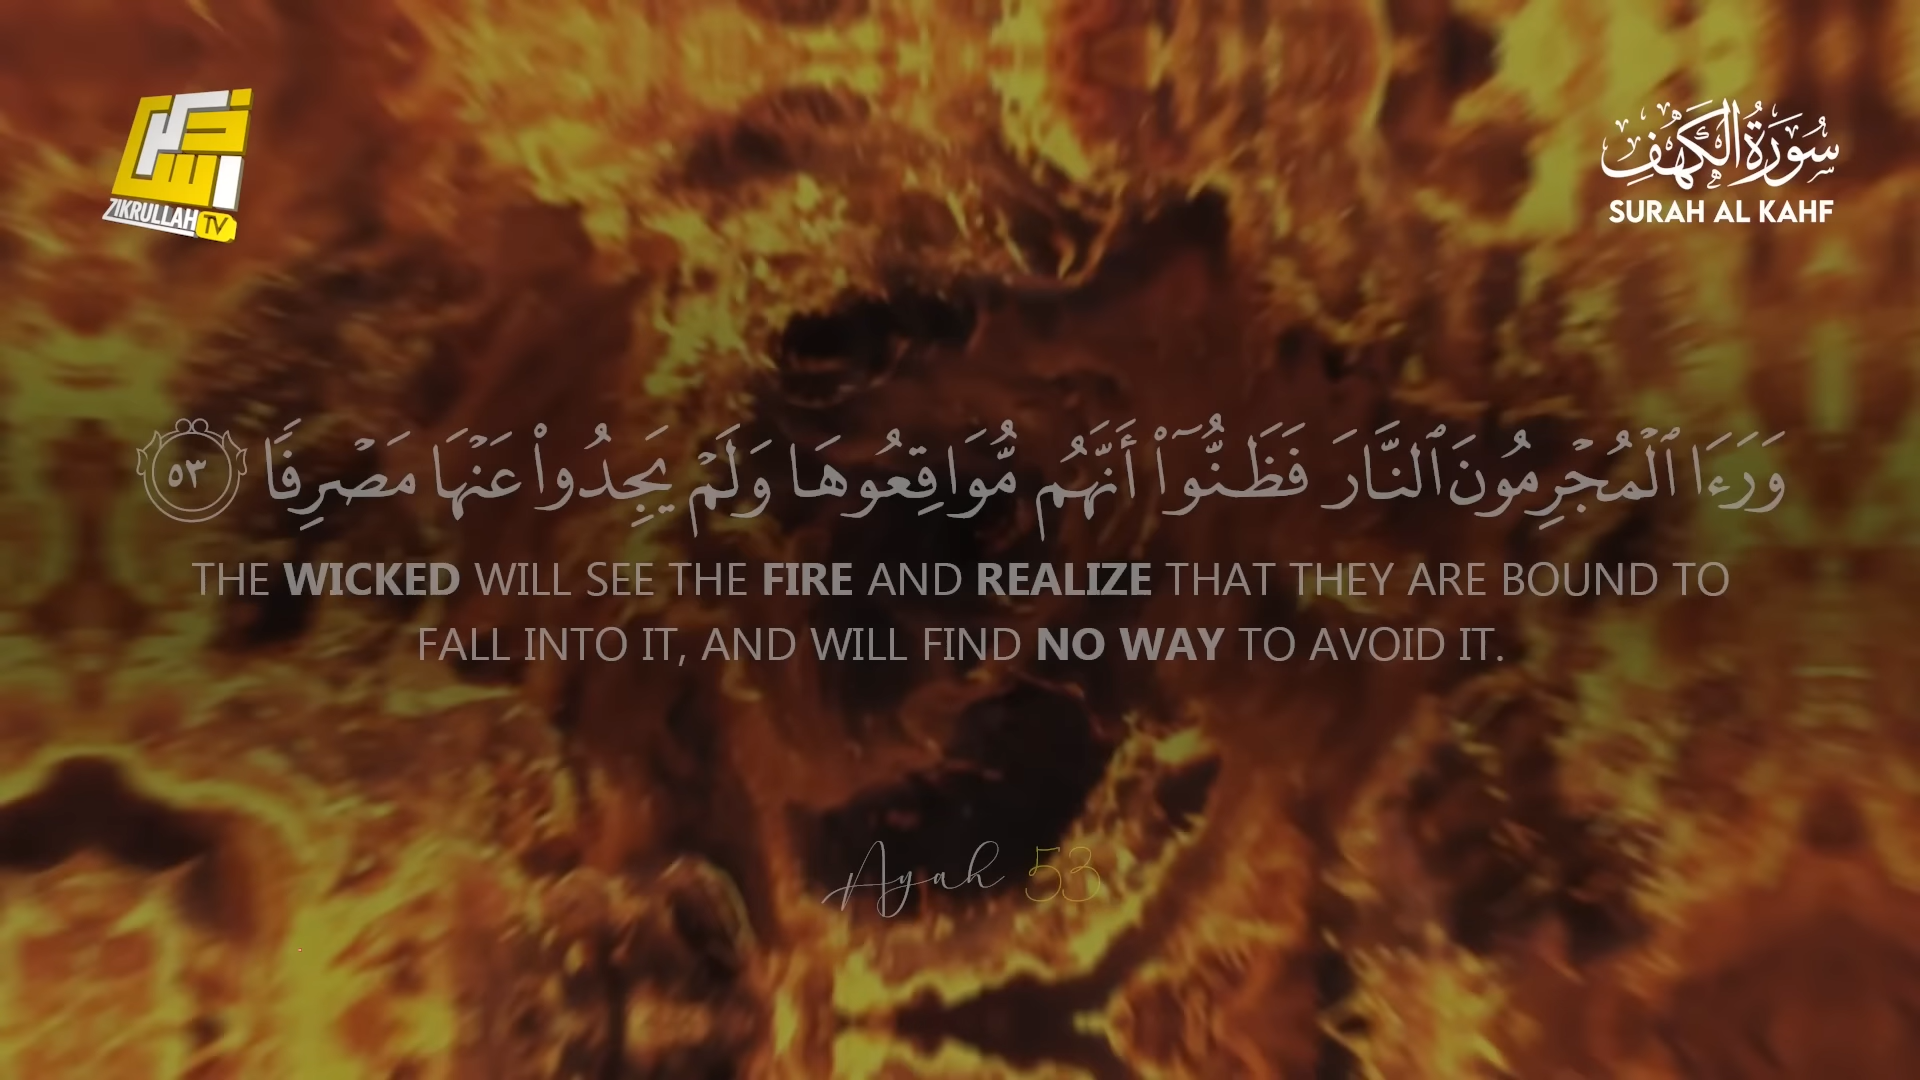 ذكر الله
ZIKRULLAH TV
سُورَةُ الكَهْفِ
SURAH AL KAHF
وَرَءَا ٱلْمُجْرِمُونَ ٱلنَّارَ فَظَنُّوٓا۟ أَنَّهُم مُّوَاقِعُوهَا وَلَمْ يَجِدُوا۟ عَنْهَا مَصْرِفًا ٥٣
THE WICKED WILL SEE THE FIRE AND REALIZE THAT THEY ARE BOUND TO
FALL INTO IT, AND WILL FIND NO WAY TO AVOID IT.
Ayah 53